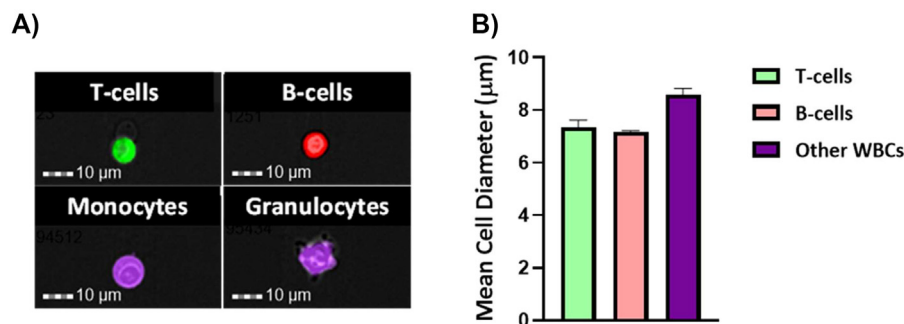 A)
T-cells
23
10 μm
B-cells
1251
10 μm
Monocytes
94512
10 μm
Granulocytes
95434
10 μm
B)
Mean Cell Diameter (μm)
10
8
6
4
2
0
T-cells
B-cells
Other WBCs